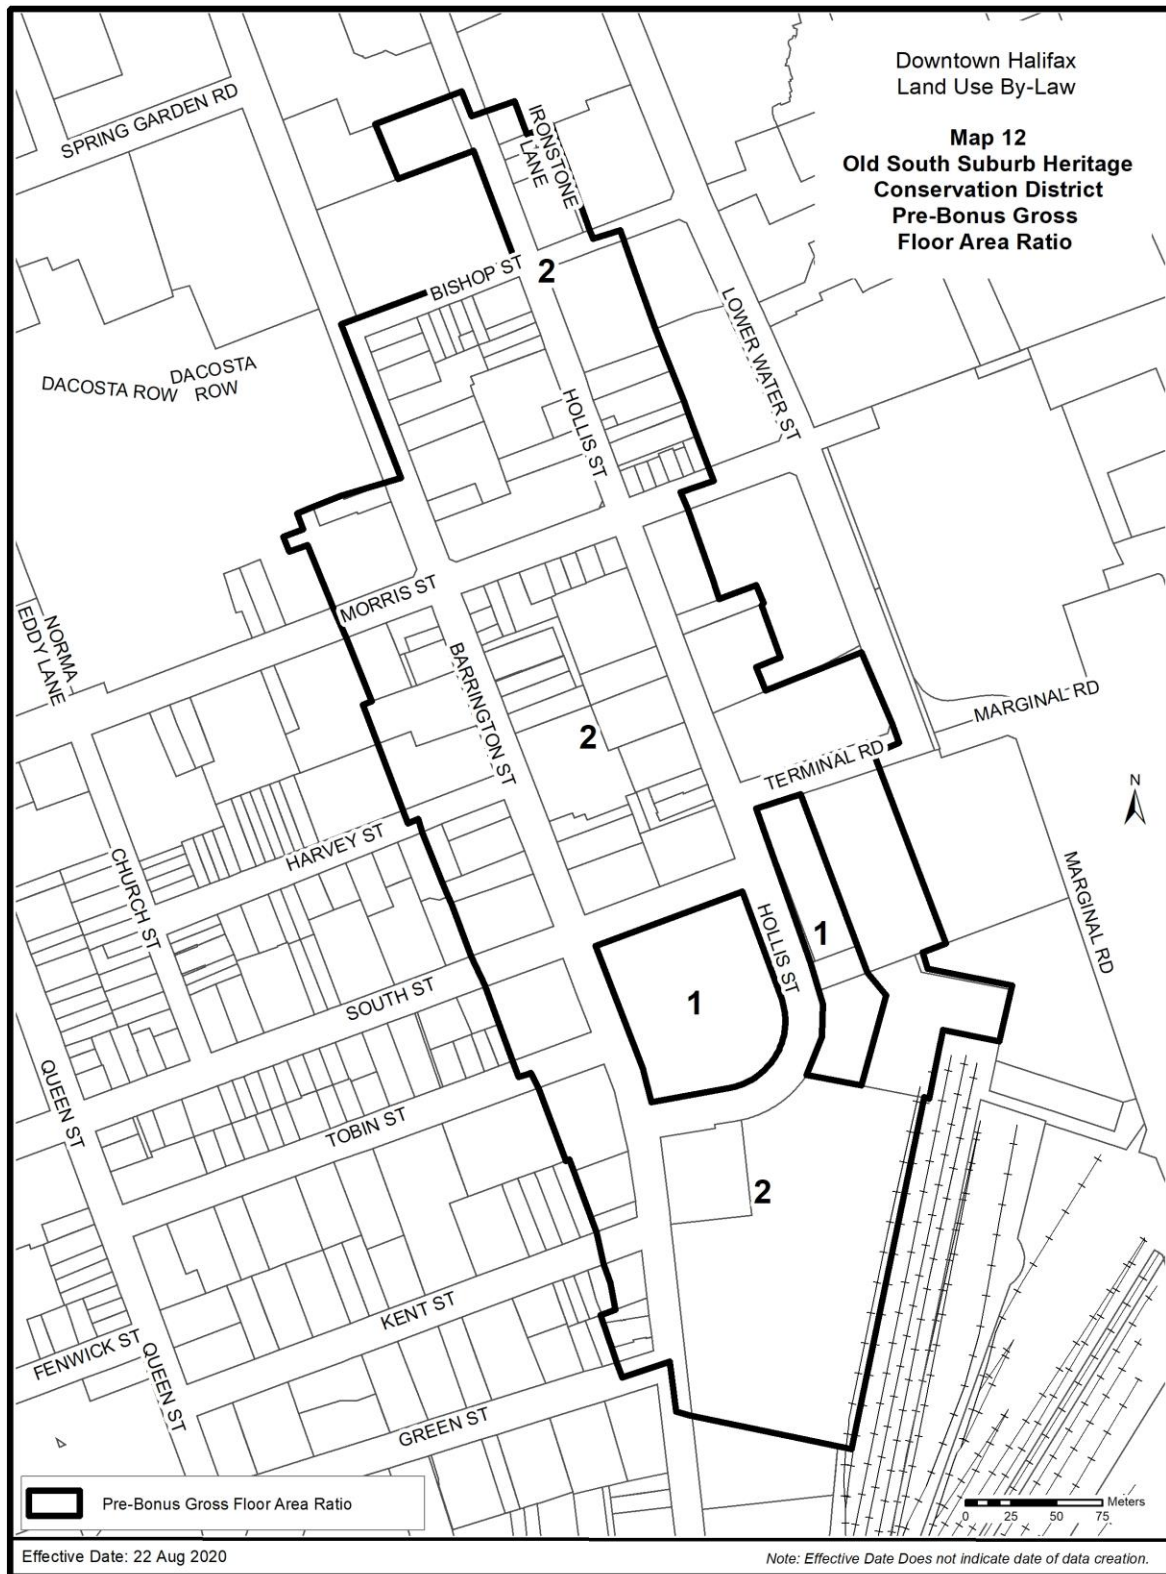 Downtown Halifax
Land Use By-Law
Map 12
Old South Suburb Heritage
Conservation District
Pre-Bonus Gross
Floor Area Ratio
SPRING GARDEN RD
IRONSTONE
LANE
BISHOP ST
2
LOWER WATER ST
DACOSTA ROW
DACOSTA
ROW
HOLLIS ST
MORRIS ST
NORMA
EDDY LANE
BARRINGTON ST
MARGINAL RD
2
TERMINAL RD
N
HARVEY ST
CHURCH ST
MARGINAL RD
HOLLIS ST
1
1
SOUTH ST
QUEEN ST
TOBIN ST
2
KENT ST
FENWICK ST
QUEEN ST
GREEN ST
Pre-Bonus Gross Floor Area Ratio
Meters
0 25 50 75
Effective Date: 22 Aug 2020
Note: Effective Date Does not indicate date of data creation.